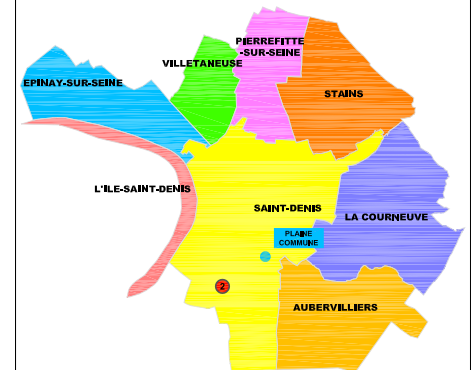 PIERREFITTE
-SUR-SEINE
VILLETANEUSE
EPINAY-SUR-SEINE
STAINS
L'ILE-SAINT-DENIS
SAINT-DENIS
LA COURNEUVE
PLAINE
COMMUNE
2
AUBERVILLIERS